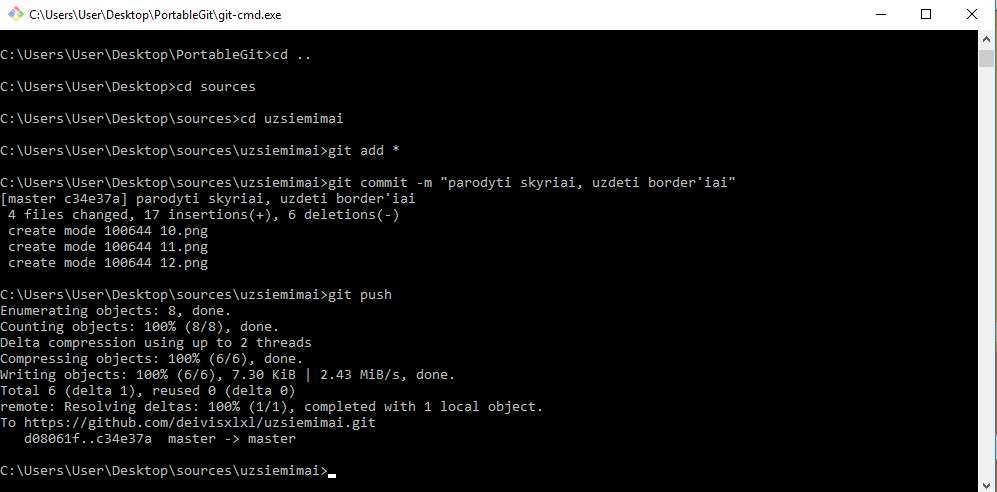 C:\Users\User\Desktop\PortableGit\git-cmd.exe
C:\Users\User\Desktop\PortableGit>cd ..
C:\Users\User\Desktop>cd sources
C:\Users\User\Desktop\sources>cd uzsiemimai
C:\Users\User\Desktop\sources\uzsiemimai>git add *
C:\Users\User\Desktop\sources\uzsiemimai>git commit -m "parodyti skyriai, uzdeti border'iai"
[master c34e37a] parodyti skyriai, uzdeti border'iai
 4 files changed, 17 insertions(+), 6 deletions(-)
 create mode 100644 10.png
 create mode 100644 11.png
 create mode 100644 12.png
C:\Users\User\Desktop\sources\uzsiemimai>git push
Enumerating objects: 8, done.
Counting objects: 100% (8/8), done.
Delta compression using up to 2 threads
Compressing objects: 100% (6/6), done.
Writing objects: 100% (6/6), 7.30 KiB | 2.43 MiB/s, done.
Total 6 (delta 1), reused 0 (delta 0)
remote: Resolving deltas: 100% (1/1), completed with 1 local object.
To https://github.com/deivisxlxl/uzsiemimai.git
   d08061f..c34e37a  master -> master
C:\Users\User\Desktop\sources\uzsiemimai>